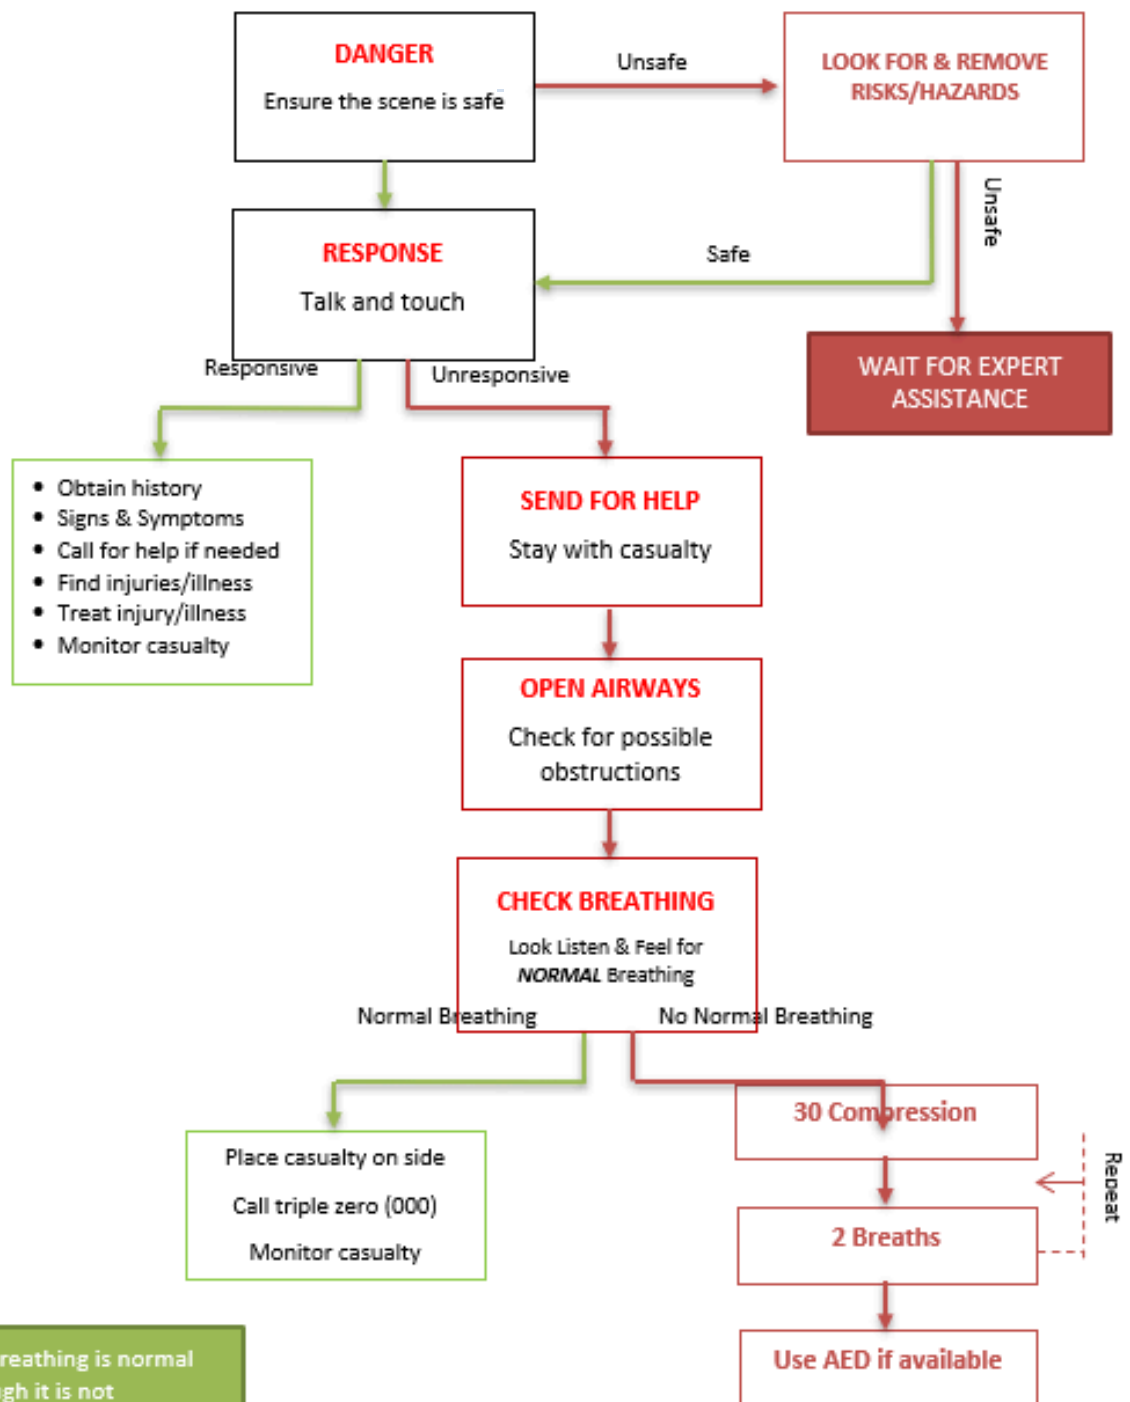 DANGER
Ensure the scene is safe
Unsafe
LOOK FOR & REMOVE
RISKS/HAZARDS
Unsafe
Safe
RESPONSE
Talk and touch
Responsive
Unresponsive
WAIT FOR EXPERT
ASSISTANCE
• Obtain history
• Signs & Symptoms
• Call for help if needed
• Find injuries/illness
• Treat injury/illness
• Monitor casualty
SEND FOR HELP
Stay with casualty
OPEN AIRWAYS
Check for possible
obstructions
CHECK BREATHING
Look Listen & Feel for
NORMAL Breathing
Normal Breathing
No Normal Breathing
Place casualty on side
Call triple zero (000)
Monitor casualty
30 Compression
Repeat
2 Breaths
Use AED if available
breathing is normal
it is not